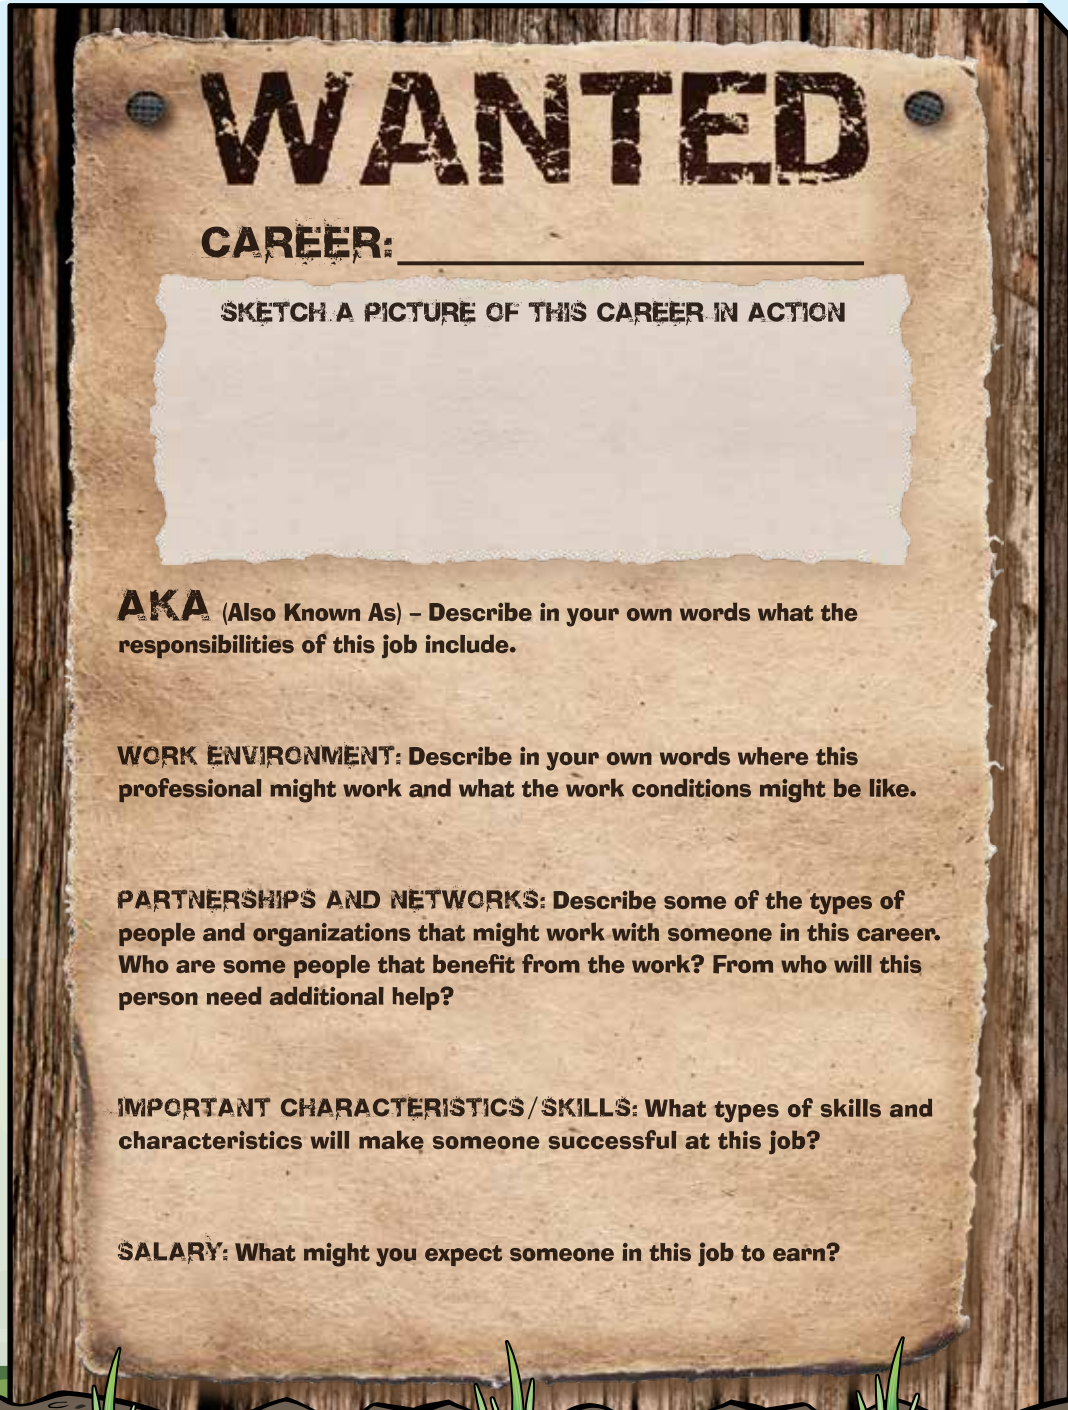 WANTED
CAREER:
SKETCH A PICTURE OF THIS CAREER IN ACTION
AKA (Also Known As) – Describe in your own words what the
responsibilities of this job include.
WORK ENVIRONMENT: Describe in your own words where this
professional might work and what the work conditions might be like.
PARTNERSHIPS AND NETWORKS: Describe some of the types of
people and organizations that might work with someone in this career.
Who are some people that benefit from the work? From who will this
person need additional help?
IMPORTANT CHARACTERISTICS/SKILLS: What types of skills and
characteristics will make someone successful at this job?
SALARY: What might you expect someone in this job to earn?